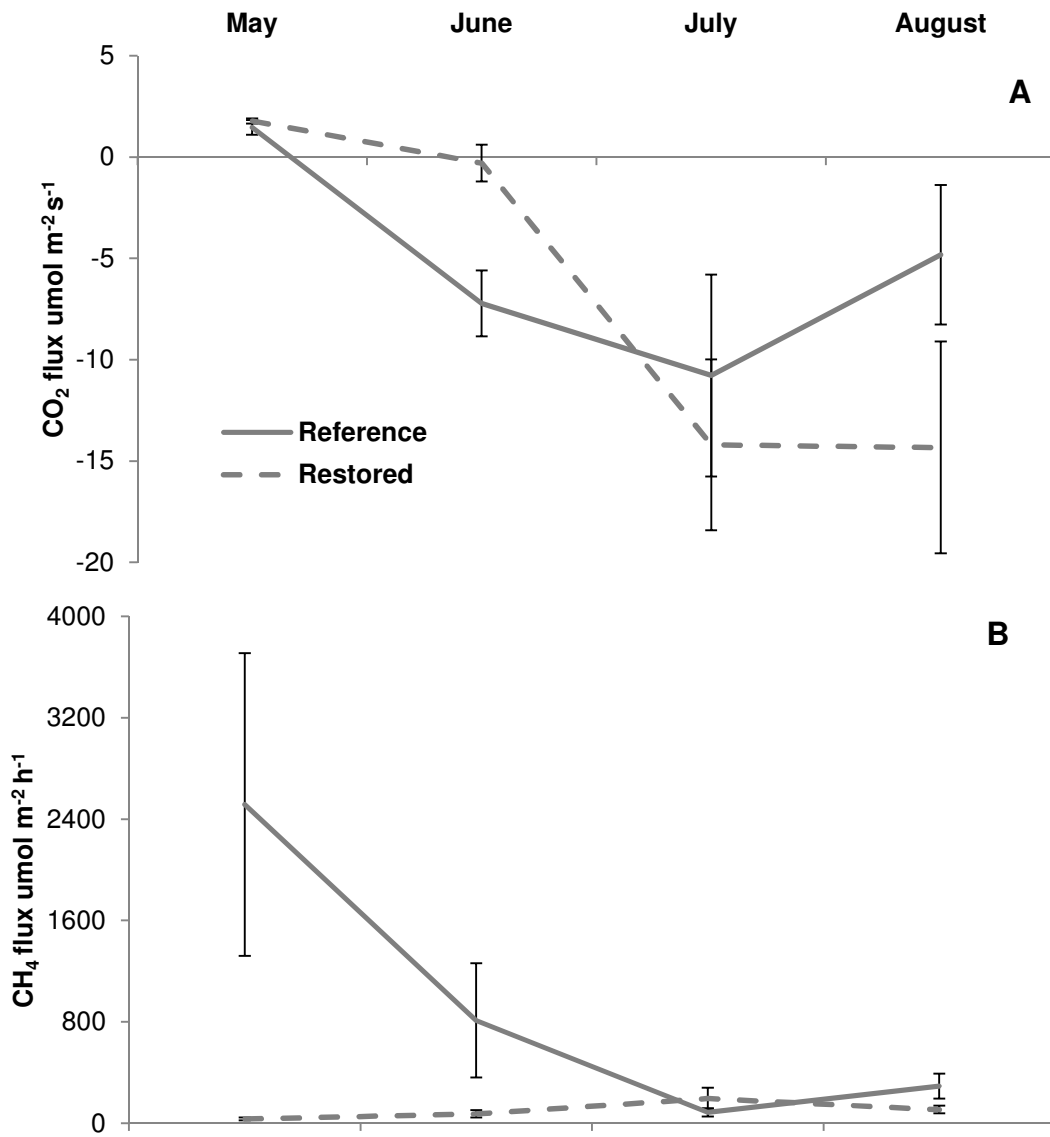 May June July August
A
5
0
-5
-10
-15
-20
CO₂ flux umol m⁻² s⁻¹
Reference
Restored
B
4000
3200
2400
1600
800
0
CH₄ flux umol m⁻² h⁻¹